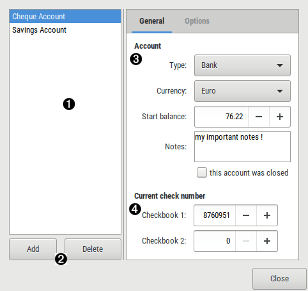 Cheque Account
Savings Account
1
Add
Delete
2
General
Options
Account
3
Type:
Bank
Currency:
Euro
Start balance:
76.22
Notes:
my important notes !
this account was closed
Current check number
4
Checkbook 1:
8760951
Checkbook 2:
0
Close